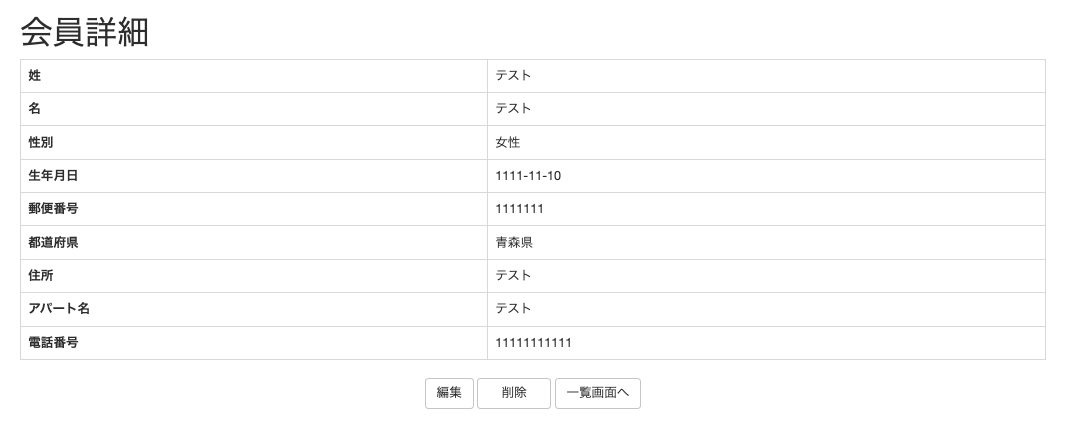 会員詳細
姓 テスト
名 テスト
性別 女性
生年月日 1111-11-10
郵便番号 1111111
都道府県 青森県
住所 テスト
アパート名 テスト
電話番号 11111111111
編集 削除 一覧画面へ